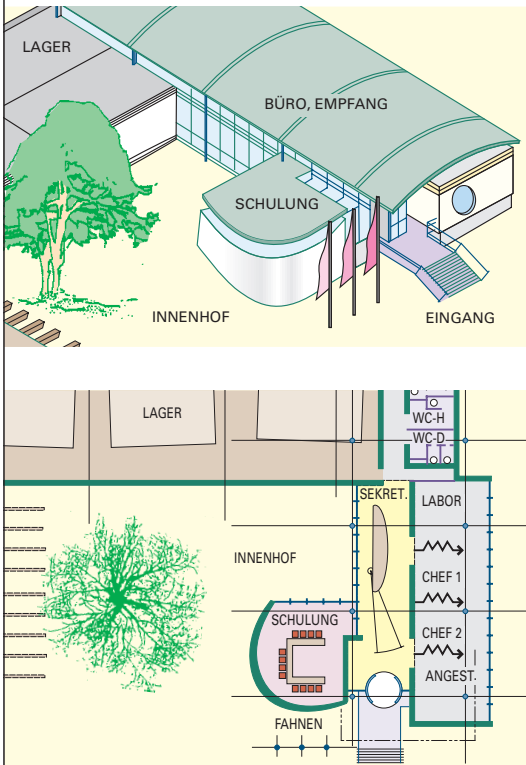 LAGER
BÜRO, EMPFANG
SCHULUNG
INNENHOF
EINGANG
LAGER
WC-H
WC-D
SEKRET.
LABOR
INNENHOF
CHEF 1
SCHULUNG
CHEF 2
ANGEST.
FAHNEN